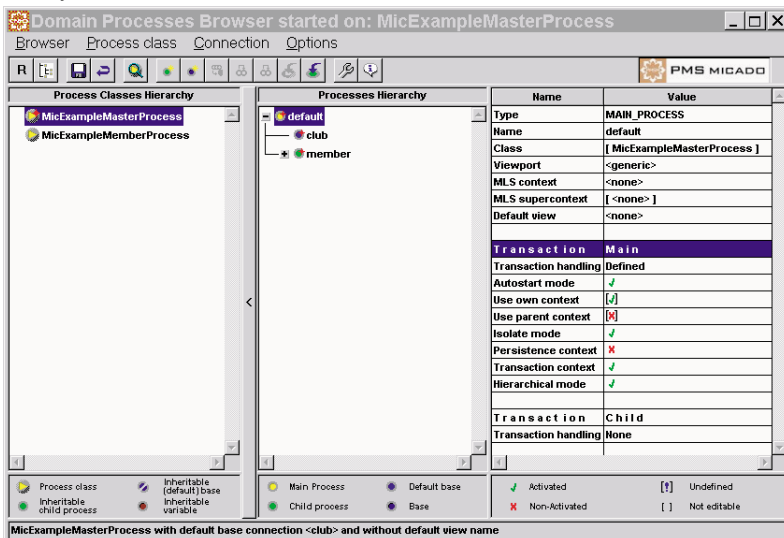 Domain Processes Browser started on: MicExampleMasterProcess
Browser Process class Connection Options
R PMS MICADO
Process Classes Hierarchy
MicExampleMasterProcess
MicExampleMemberProcess
Processes Hierarchy
default
club
member
Name Value
Type MAIN_PROCESS
Name default
Class [ MicExampleMasterProcess ]
Viewport <generic>
MLS context <none>
MLS supercontext [ <none> ]
Default view <none>
Transaction Main
Transaction handling Defined
Autostart mode
Use own context [ ]
Use parent context [ ]
Isolate mode
Persistence context
Transaction context
Hierarchical mode
Transaction Child
Transaction handling None
Process class
Inheritable (default) base
Inheritable child process
Inheritable variable
Main Process
Default base
Child process
Base
Activated
[!] Undefined
Non-Activated
[ ] Not editable
MicExampleMasterProcess with default base connection <club> and without default view name